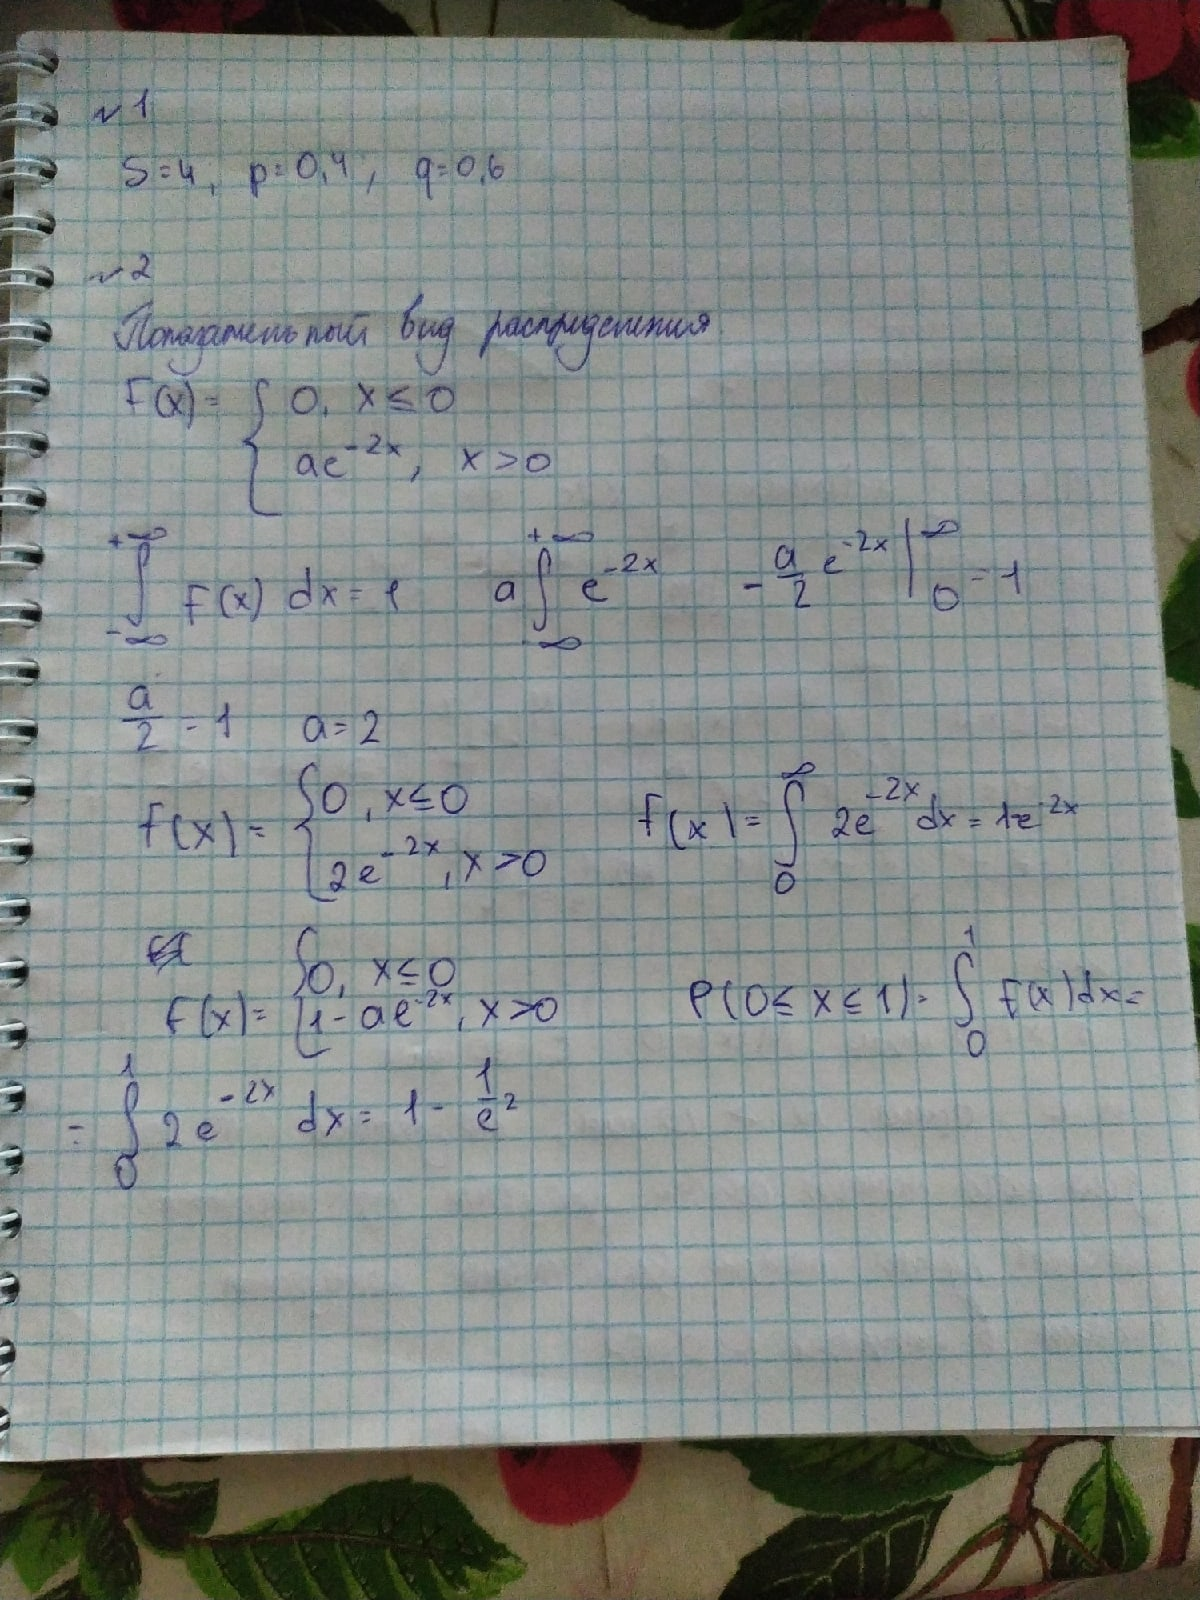 №1
S=4, p=0,4, q=0,6
№2
Показательный вид распределения
F(x)= { 0, x≤0
ae^{-2x}, x>0
∫_{-∞}^{+∞} f(x) dx=1 a∫_{-∞}^{+∞} e^{-2x} -a/2 e^{-2x} |_0^∞ =1
a/2 =1 a=2
f(x)= { 0, x≤0
2e^{-2x}, x>0 f(x)= ∫_0^∞ 2e^{-2x} dx = 1-e^{-2x}
F(x)= { 0, x≤0
1-ae^{-2x}, x>0 P(0≤x≤1)= ∫_0^1 f(x)dx=
= ∫_0^1 2e^{-2x} dx= 1- 1/e^2